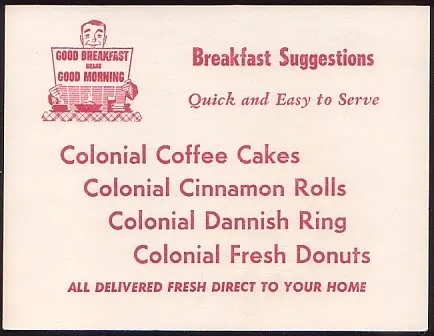 GOOD BREAKFAST
MEANS
GOOD MORNING
Breakfast Suggestions
Quick and Easy to Serve
Colonial Coffee Cakes
Colonial Cinnamon Rolls
Colonial Dannish Ring
Colonial Fresh Donuts
ALL DELIVERED FRESH DIRECT TO YOUR HOME